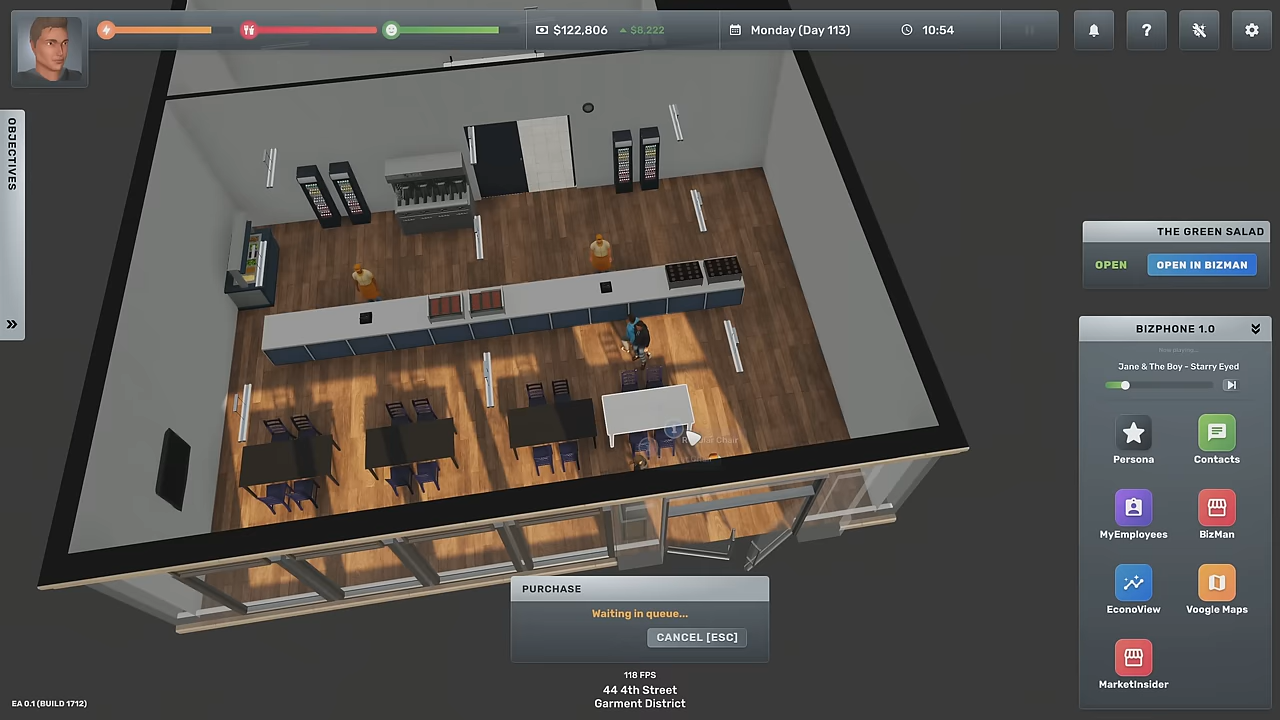 $122,806
$8,222
Monday (Day 113)
10:54
?
OBJECTIVES
THE GREEN SALAD
OPEN
OPEN IN BIZMAN
BIZPHONE 1.0
Jane & The Boy - Starry Eyed
Persona
Contacts
MyEmployees
BizMan
EconoView
Voogle Maps
MarketInsider
Regular Chair
PURCHASE
Waiting in queue...
CANCEL [ESC]
118 FPS
44 4th Street
Garment District
EA 0.1 (BUILD 1712)